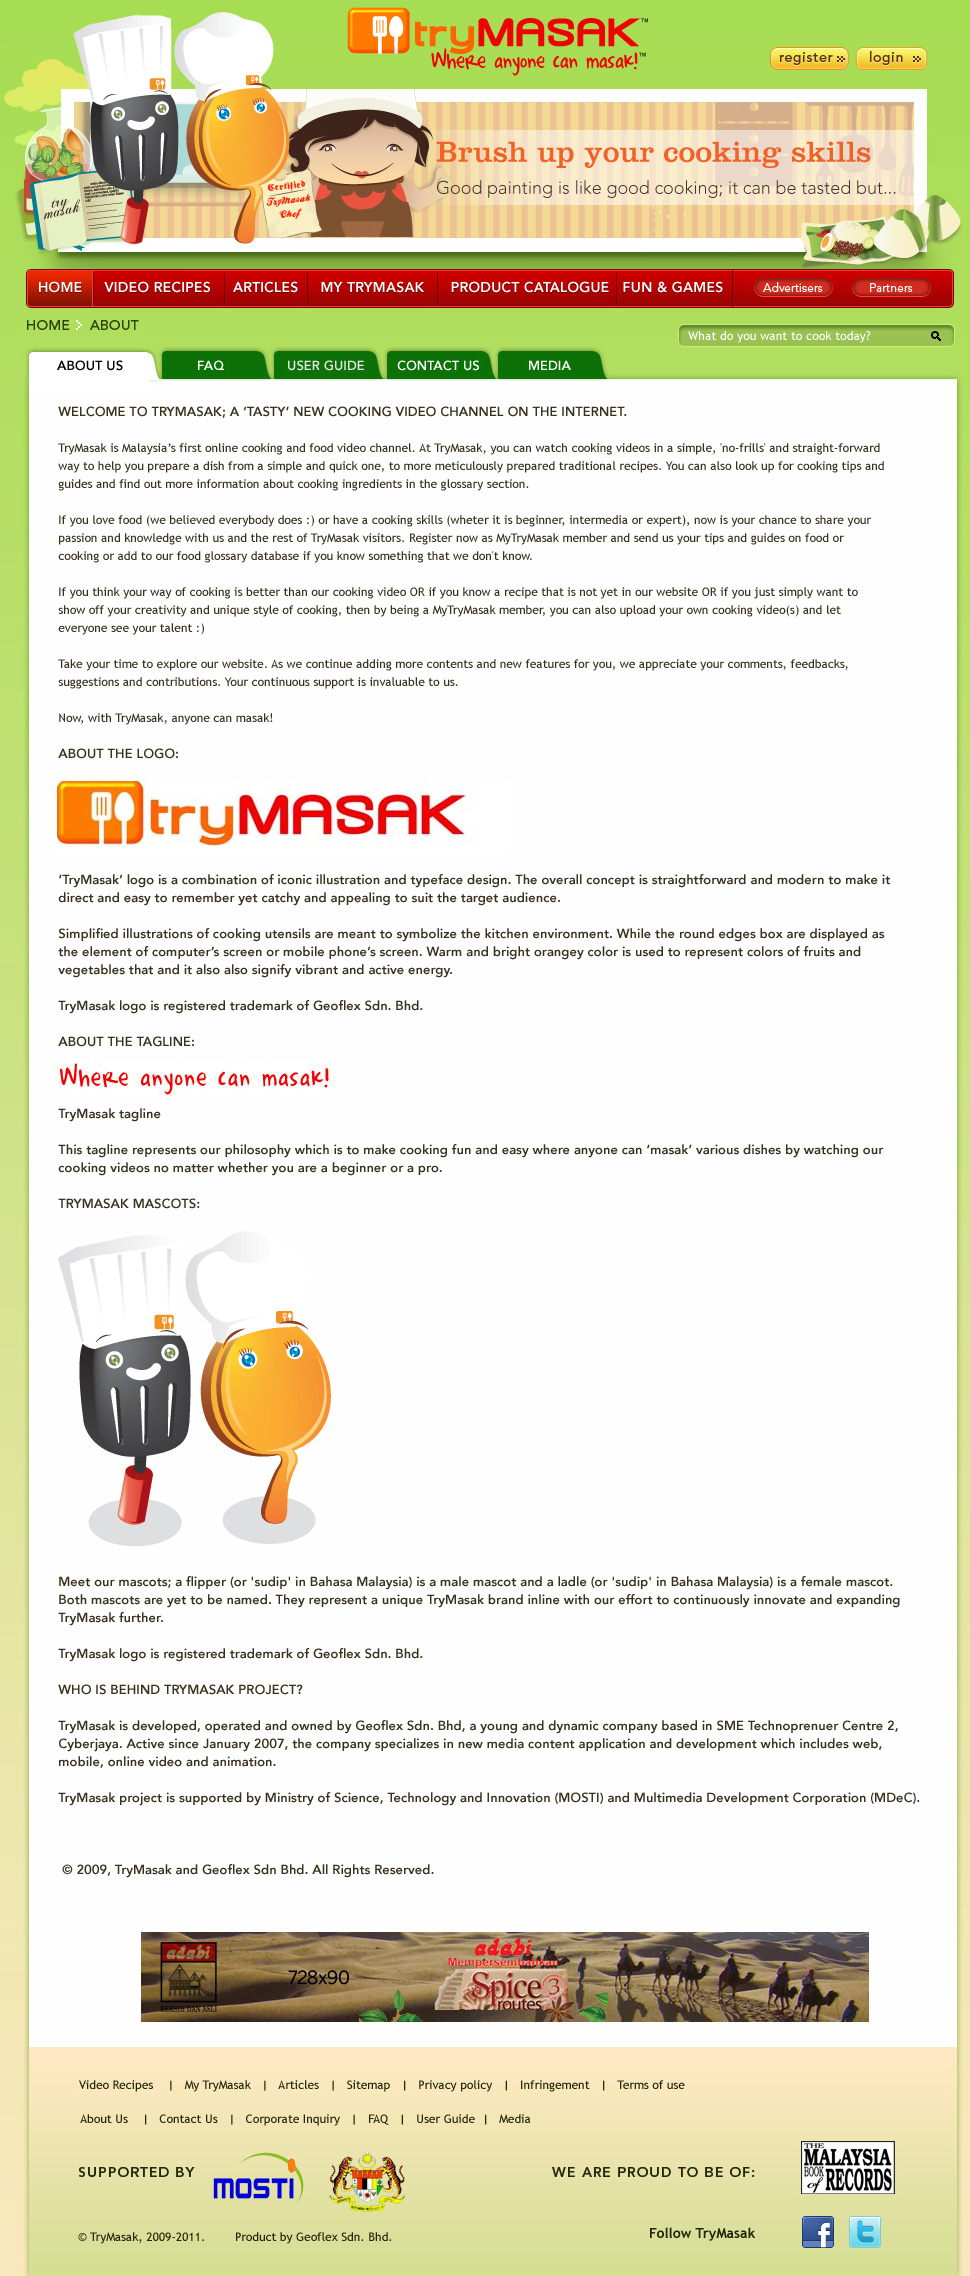 tryMASAK™
Where anyone can masak!™
register
login
Brush up your cooking skills
Good painting is like good cooking; it can be tasted but...
try
masak
Certified
TryMasak
Chef
HOME VIDEO RECIPES ARTICLES MY TRYMASAK PRODUCT CATALOGUE FUN & GAMES Advertisers Partners
HOME ABOUT
What do you want to cook today?
ABOUT US FAQ USER GUIDE CONTACT US MEDIA
WELCOME TO TRYMASAK; A ‘TASTY’ NEW COOKING VIDEO CHANNEL ON THE INTERNET.
TryMasak is Malaysia’s first online cooking and food video channel. At TryMasak, you can watch cooking videos in a simple, 'no-frills' and straight-forward
way to help you prepare a dish from a simple and quick one, to more meticulously prepared traditional recipes. You can also look up for cooking tips and
guides and find out more information about cooking ingredients in the glossary section.
If you love food (we believed everybody does :) or have a cooking skills (wheter it is beginner, intermedia or expert), now is your chance to share your
passion and knowledge with us and the rest of TryMasak visitors. Register now as MyTryMasak member and send us your tips and guides on food or
cooking or add to our food glossary database if you know something that we don't know.
If you think your way of cooking is better than our cooking video OR if you know a recipe that is not yet in our website OR if you just simply want to
show off your creativity and unique style of cooking, then by being a MyTryMasak member, you can also upload your own cooking video(s) and let
everyone see your talent :)
Take your time to explore our website. As we continue adding more contents and new features for you, we appreciate your comments, feedbacks,
suggestions and contributions. Your continuous support is invaluable to us.
Now, with TryMasak, anyone can masak!
ABOUT THE LOGO:
tryMASAK
‘TryMasak’ logo is a combination of iconic illustration and typeface design. The overall concept is straightforward and modern to make it
direct and easy to remember yet catchy and appealing to suit the target audience.
Simplified illustrations of cooking utensils are meant to symbolize the kitchen environment. While the round edges box are displayed as
the element of computer’s screen or mobile phone’s screen. Warm and bright orangey color is used to represent colors of fruits and
vegetables that and it also also signify vibrant and active energy.
TryMasak logo is registered trademark of Geoflex Sdn. Bhd.
ABOUT THE TAGLINE:
Where anyone can masak!
TryMasak tagline
This tagline represents our philosophy which is to make cooking fun and easy where anyone can ‘masak’ various dishes by watching our
cooking videos no matter whether you are a beginner or a pro.
TRYMASAK MASCOTS:
Meet our mascots; a flipper (or 'sudip' in Bahasa Malaysia) is a male mascot and a ladle (or 'sudip' in Bahasa Malaysia) is a female mascot.
Both mascots are yet to be named. They represent a unique TryMasak brand inline with our effort to continuously innovate and expanding
TryMasak further.
TryMasak logo is registered trademark of Geoflex Sdn. Bhd.
WHO IS BEHIND TRYMASAK PROJECT?
TryMasak is developed, operated and owned by Geoflex Sdn. Bhd, a young and dynamic company based in SME Technoprenuer Centre 2,
Cyberjaya. Active since January 2007, the company specializes in new media content application and development which includes web,
mobile, online video and animation.
TryMasak project is supported by Ministry of Science, Technology and Innovation (MOSTI) and Multimedia Development Corporation (MDeC).
© 2009, TryMasak and Geoflex Sdn Bhd. All Rights Reserved.
adabi
BERSIH DAN ASLI
728x90
adabi
Mempersembahkan
Spice 3
routes
Video Recipes | My TryMasak | Articles | Sitemap | Privacy policy | Infringement | Terms of use
About Us | Contact Us | Corporate Inquiry | FAQ | User Guide | Media
SUPPORTED BY
MOSTI
WE ARE PROUD TO BE OF:
THE
MALAYSIA
BOOK of RECORDS
© TryMasak, 2009-2011. Product by Geoflex Sdn. Bhd.
Follow TryMasak